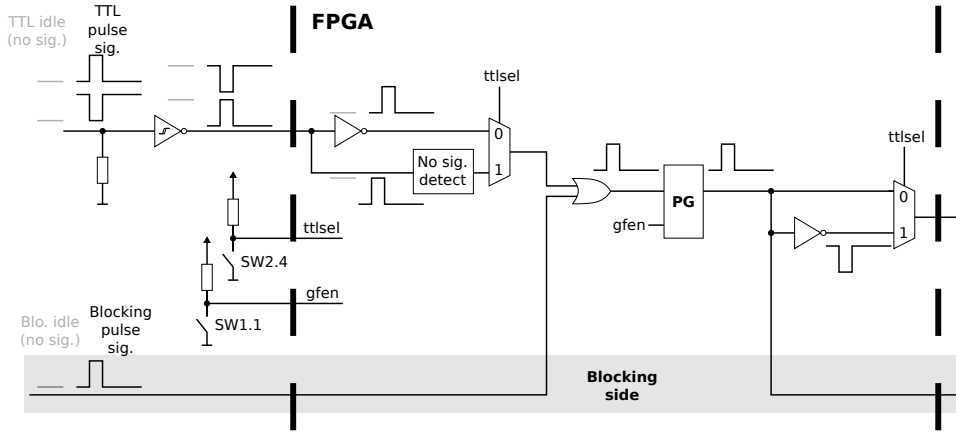 TTL idle
(no sig.)
TTL
pulse
sig.
FPGA
ttlsel
0
1
No sig.
detect
ttlsel
SW2.4
gfen
SW1.1
PG
gfen
ttlsel
0
1
Blo. idle
(no sig.)
Blocking
pulse
sig.
Blocking
side